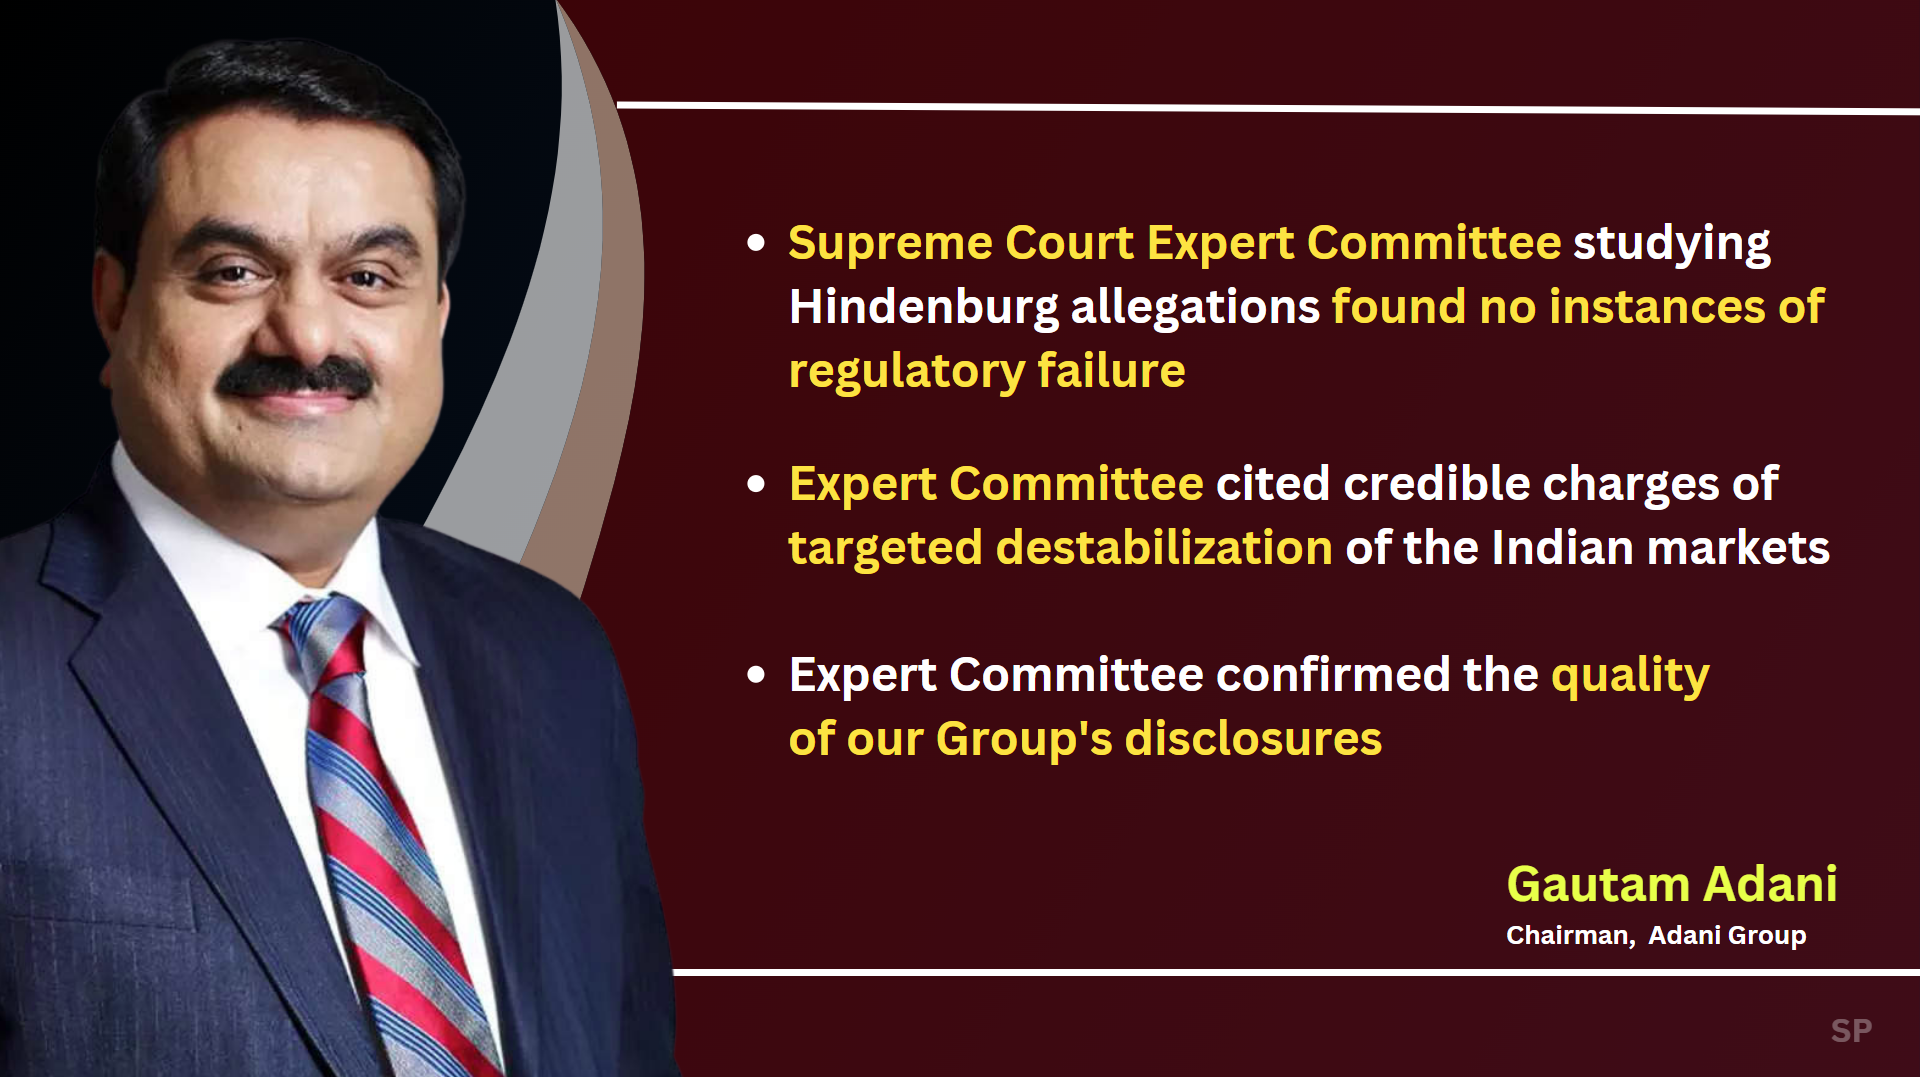 • Supreme Court Expert Committee studying
Hindenburg allegations found no instances of
regulatory failure
• Expert Committee cited credible charges of
targeted destabilization of the Indian markets
• Expert Committee confirmed the quality
of our Group's disclosures
Gautam Adani
Chairman, Adani Group
SP